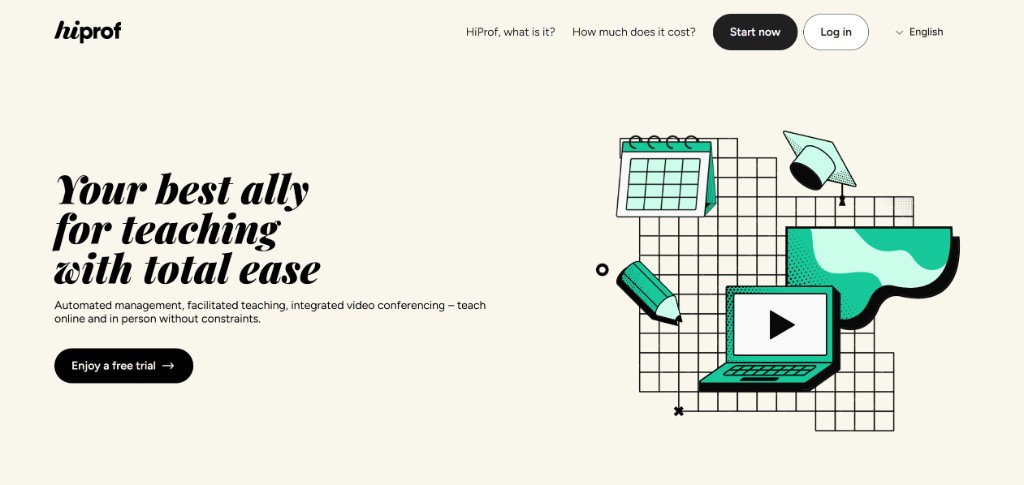 hiprof
HiProf, what is it?
How much does it cost?
Start now
Log in
English
Your best ally
for teaching
with total ease
Automated management, facilitated teaching, integrated video conferencing – teach
online and in person without constraints.
Enjoy a free trial →